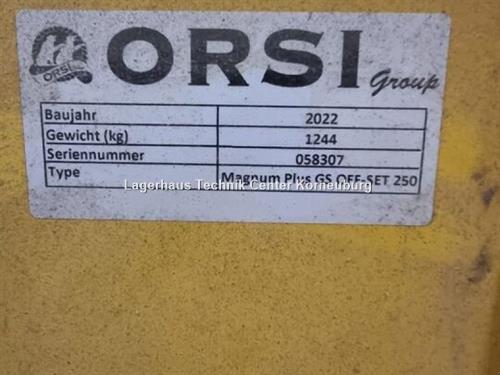 ORSI
ORSI
Group
Baujahr 2022
Gewicht (kg) 1244
Seriennummer 058307
Type Magnum Plus GS OFF-SET 250
Lagerhaus Technik Center Korneuburg